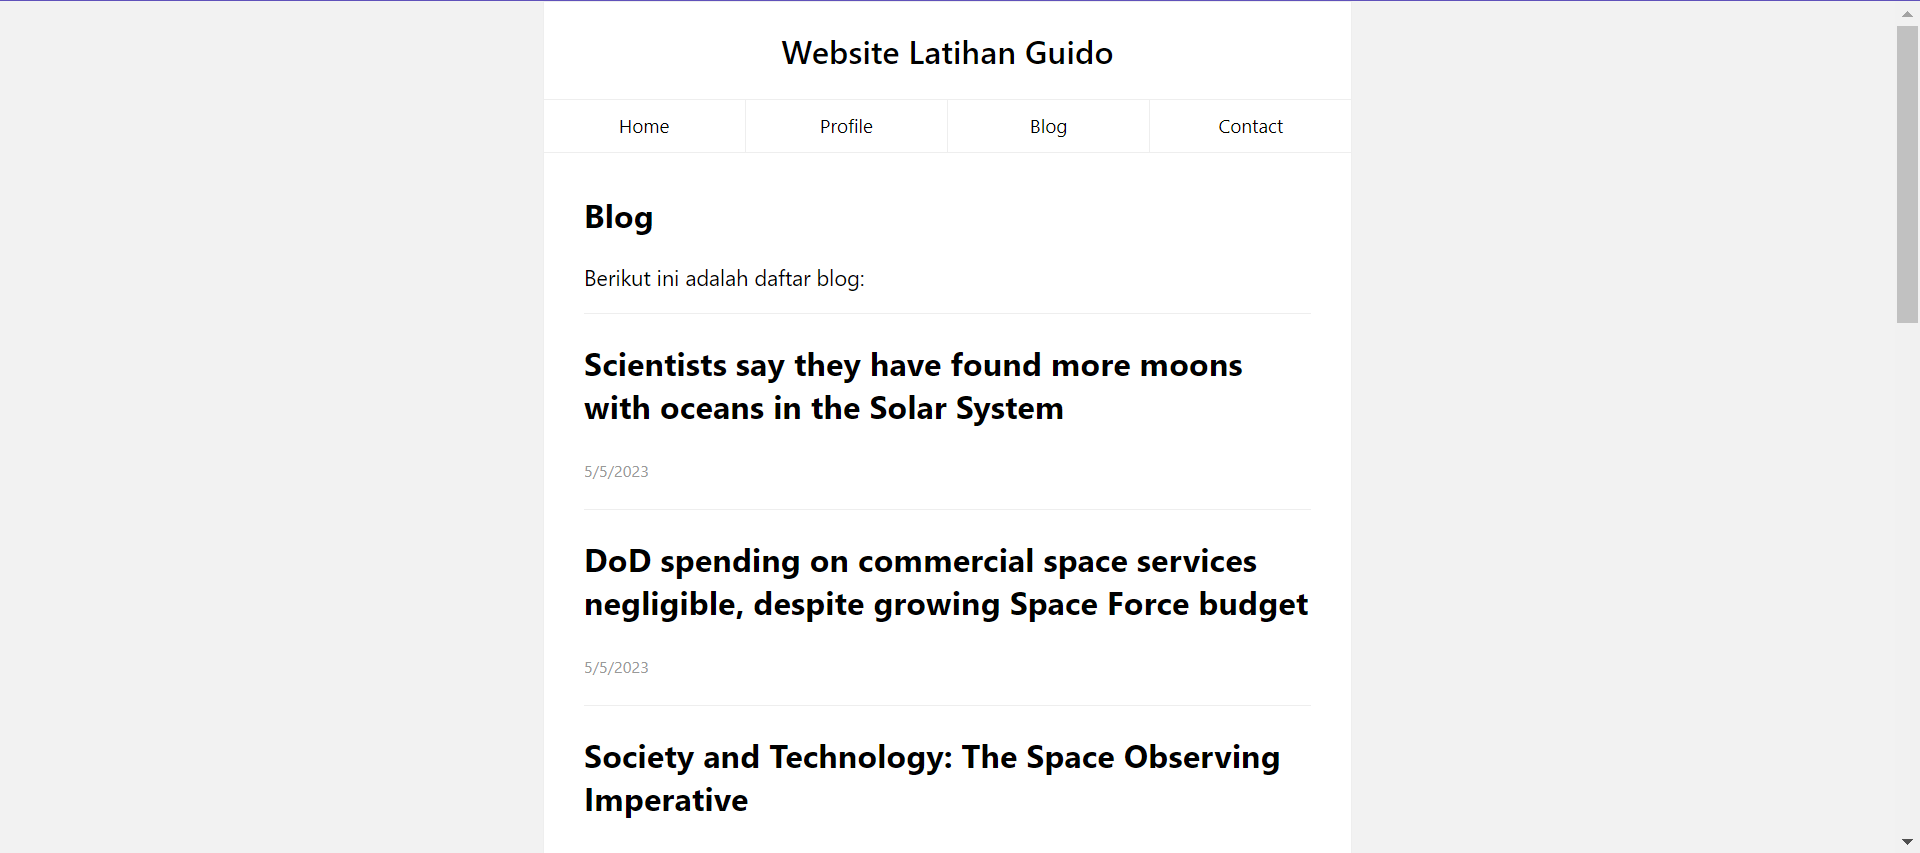 Website Latihan Guido
Home Profile Blog Contact
Blog
Berikut ini adalah daftar blog:
Scientists say they have found more moons
with oceans in the Solar System
5/5/2023
DoD spending on commercial space services
negligible, despite growing Space Force budget
5/5/2023
Society and Technology: The Space Observing
Imperative